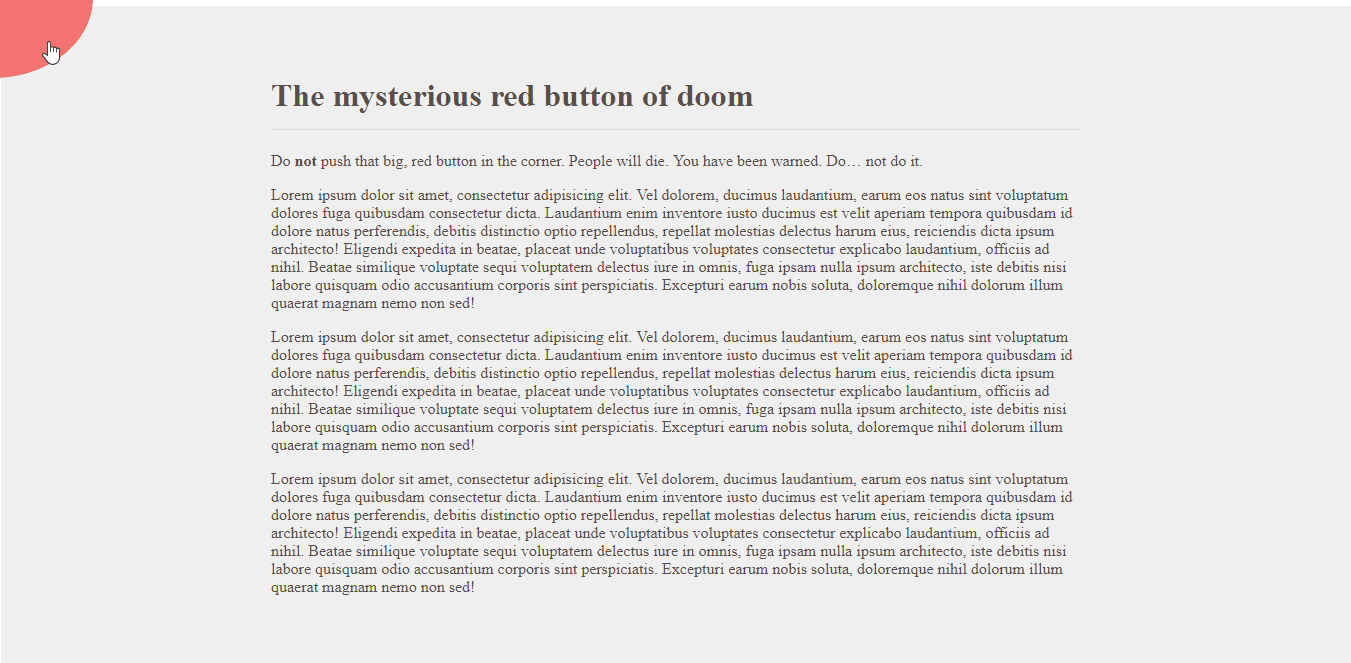 The mysterious red button of doom
Do not push that big, red button in the corner. People will die. You have been warned. Do… not do it.
Lorem ipsum dolor sit amet, consectetur adipisicing elit. Vel dolorem, ducimus laudantium, earum eos natus sint voluptatum
dolores fuga quibusdam consectetur dicta. Laudantium enim inventore iusto ducimus est velit aperiam tempora quibusdam id
dolore natus perferendis, debitis distinctio optio repellendus, repellat molestias delectus harum eius, reiciendis dicta ipsum
architecto! Eligendi expedita in beatae, placeat unde voluptatibus voluptates consectetur explicabo laudantium, officiis ad
nihil. Beatae similique voluptate sequi voluptatem delectus iure in omnis, fuga ipsam nulla ipsum architecto, iste debitis nisi
labore quisquam odio accusantium corporis sint perspiciatis. Excepturi earum nobis soluta, doloremque nihil dolorum illum
quaerat magnam nemo non sed!
Lorem ipsum dolor sit amet, consectetur adipisicing elit. Vel dolorem, ducimus laudantium, earum eos natus sint voluptatum
dolores fuga quibusdam consectetur dicta. Laudantium enim inventore iusto ducimus est velit aperiam tempora quibusdam id
dolore natus perferendis, debitis distinctio optio repellendus, repellat molestias delectus harum eius, reiciendis dicta ipsum
architecto! Eligendi expedita in beatae, placeat unde voluptatibus voluptates consectetur explicabo laudantium, officiis ad
nihil. Beatae similique voluptate sequi voluptatem delectus iure in omnis, fuga ipsam nulla ipsum architecto, iste debitis nisi
labore quisquam odio accusantium corporis sint perspiciatis. Excepturi earum nobis soluta, doloremque nihil dolorum illum
quaerat magnam nemo non sed!
Lorem ipsum dolor sit amet, consectetur adipisicing elit. Vel dolorem, ducimus laudantium, earum eos natus sint voluptatum
dolores fuga quibusdam consectetur dicta. Laudantium enim inventore iusto ducimus est velit aperiam tempora quibusdam id
dolore natus perferendis, debitis distinctio optio repellendus, repellat molestias delectus harum eius, reiciendis dicta ipsum
architecto! Eligendi expedita in beatae, placeat unde voluptatibus voluptates consectetur explicabo laudantium, officiis ad
nihil. Beatae similique voluptate sequi voluptatem delectus iure in omnis, fuga ipsam nulla ipsum architecto, iste debitis nisi
labore quisquam odio accusantium corporis sint perspiciatis. Excepturi earum nobis soluta, doloremque nihil dolorum illum
quaerat magnam nemo non sed!